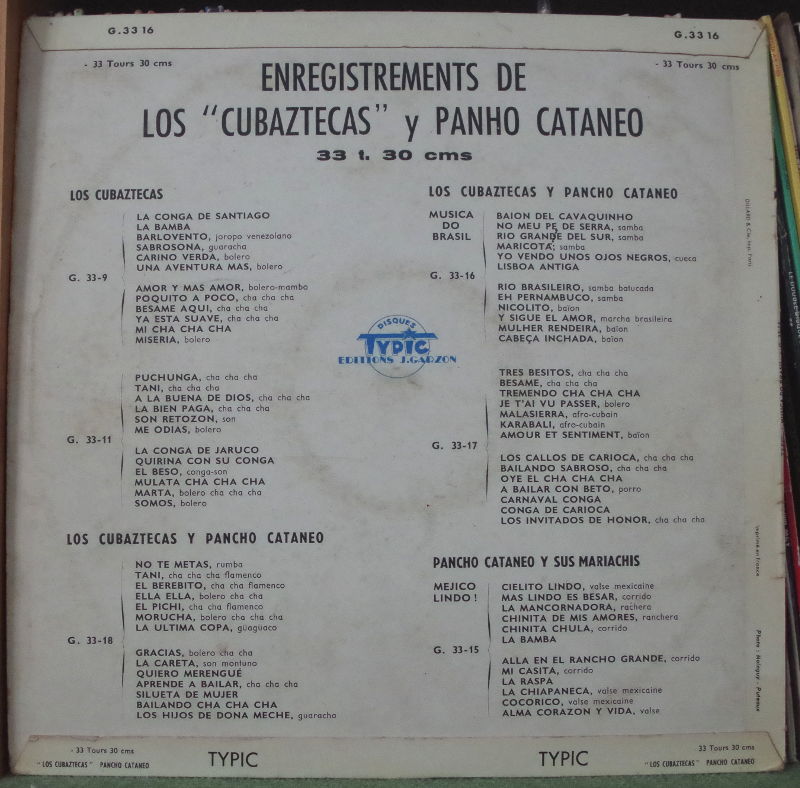 G.3316
G.3316
- 33 Tours 30 cms
- 33 Tours 30 cms
ENREGISTREMENTS DE
LOS "CUBAZTECAS" y PANHO CATANEO
33 t. 30 cms
LOS CUBAZTECAS
LA CONGA DE SANTIAGO
LA BAMBA
BARLOVENTO, joropo venezolano
SABROSONA, guaracha
CARINO VERDA, bolero
UNA AVENTURA MAS, bolero
G. 33-9
AMOR Y MAS AMOR, bolero-mambo
POQUITO A POCO, cha cha cha
BESAME AQUI, cha cha cha
YA ESTA SUAVE, cha cha cha
MI CHA CHA CHA
MISERIA, bolero
PUCHUNGA, cha cha cha
TANI, cha cha cha
A LA BUENA DE DIOS, cha cha cha
LA BIEN PAGA, cha cha cha
SON RETOZON, son
ME ODIAS, bolero
G. 33-11
LA CONGA DE JARUCO
QUIRINA CON SU CONGA
EL BESO, conga-son
MULATA CHA CHA CHA
MARTA, bolero cha cha cha
SOMOS, bolero
LOS CUBAZTECAS Y PANCHO CATANEO
NO TE METAS, rumba
TANI, cha cha cha flamenco
EL BEREBITO, cha cha flamenco
ELLA ELLA, bolero cha cha
EL PICHI, cha cha flamenco
MORUCHA, bolero cha cha cha
LA ULTIMA COPA, guaguaco
G. 33-18
GRACIAS, bolero cha cha
LA CARETA, son montuno
QUIERO MERENGUÉ
APRENDE A BAILAR, cha cha cha
SILUETA DE MUJER
BAILANDO CHA CHA CHA
LOS HIJOS DE DONA MECHE, guaracha
DISQUES
TYPIC
EDITIONS J.GARZON
LOS CUBAZTECAS Y PANCHO CATANEO
MUSICA
DO
BRASIL
BAION DEL CAVAQUINHO
NO MEU PE DE SERRA, samba
RIO GRANDE DEL SUR, samba
MARICOTA, samba
YO VENDO UNOS OJOS NEGROS, cueca
LISBOA ANTIGA
G. 33-16
RIO BRASILEIRO, samba batucada
EH PERNAMBUCO, samba
NICOLITO, baïon
Y SIGUE EL AMOR, marcha brasileira
MULHER RENDEIRA, baïon
CABEÇA INCHADA, baïon
TRES BESITOS, cha cha cha
BESAME, cha cha cha
TREMENDO CHA CHA CHA
JE T'AI VU PASSER, bolero
MALASIERRA, afro-cubain
KARABALI, afro-cubain
AMOUR ET SENTIMENT, baïon
G. 33-17
LOS CALLOS DE CARIOCA, cha cha cha
BAILANDO SABROSO, cha cha cha
OYE EL CHA CHA CHA
A BAILAR CON BETO, porro
CARNAVAL CONGA
CONGA DE CARIOCA
LOS INVITADOS DE HONOR, cha cha cha
PANCHO CATANEO Y SUS MARIACHIS
MEJICO
LINDO !
CIELITO LINDO, valse mexicaine
MAS LINDO ES BESAR, corrido
LA MANCORNADORA, rachera
CHINITA DE MIS AMORES, ranchera
CHINITA CHULA, corrido
LA BAMBA
G. 33-15
ALLA EN EL RANCHO GRANDE, corrido
MI CASITA, corrido
LA RASPA
LA CHIAPANECA, valse mexicaine
COCORICO, valse mexicaine
ALMA CORAZON Y VIDA, valse
DILLARD & Cie, Imp. Paris
Imprimé en France
Photo : Holnguy - Puteaux
- 33 Tours 30 cms
"LOS CUBAZTECAS" PANCHO CATANEO
TYPIC
TYPIC
- 33 Tours 30 cms
"LOS CUBAZTECAS" PANCHO CATANEO